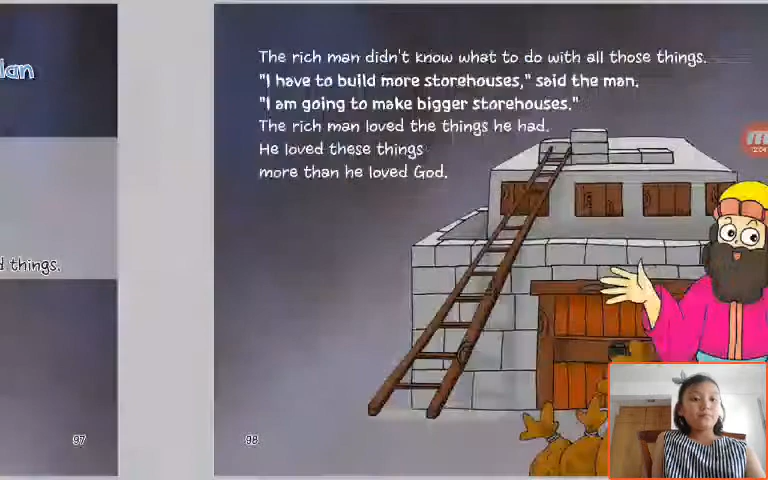 lan
d things.
97
The rich man didn't know what to do with all those things.
"I have to build more storehouses," said the man.
"I am going to make bigger storehouses."
The rich man loved the things he had.
He loved these things
more than he loved God.
98